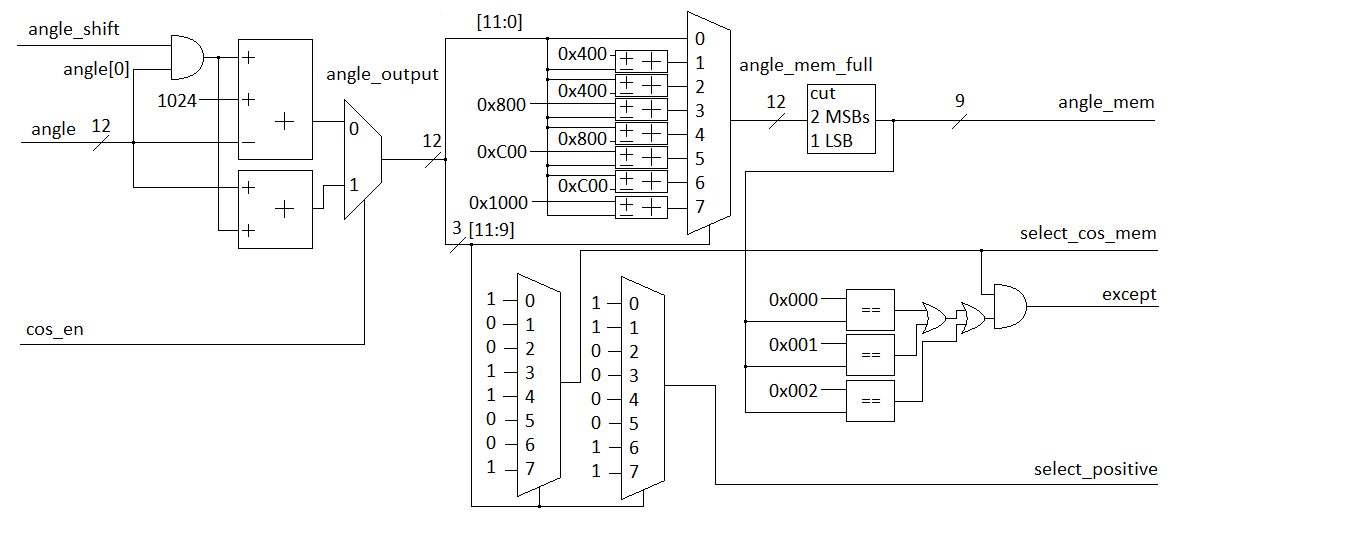 angle_shift
angle[0]
1024
angle
12
+
+
−
+
+
+
+
angle_output
0
1
cos_en
12
[11:0]
0x400
0x400
0x800
0x800
0xC00
0xC00
0x1000
+ − +
+ − +
+ − +
+ − +
+ − +
+ − +
+ − +
0
1
2
3
4
5
6
7
3
[11:9]
angle_mem_full
12
cut
2 MSBs
1 LSB
9
angle_mem
select_cos_mem
1 0
0 1
0 2
1 3
1 4
0 5
0 6
1 7
1 0
1 1
0 2
0 3
0 4
0 5
1 6
1 7
0x000
==
0x001
==
0x002
==
except
select_positive